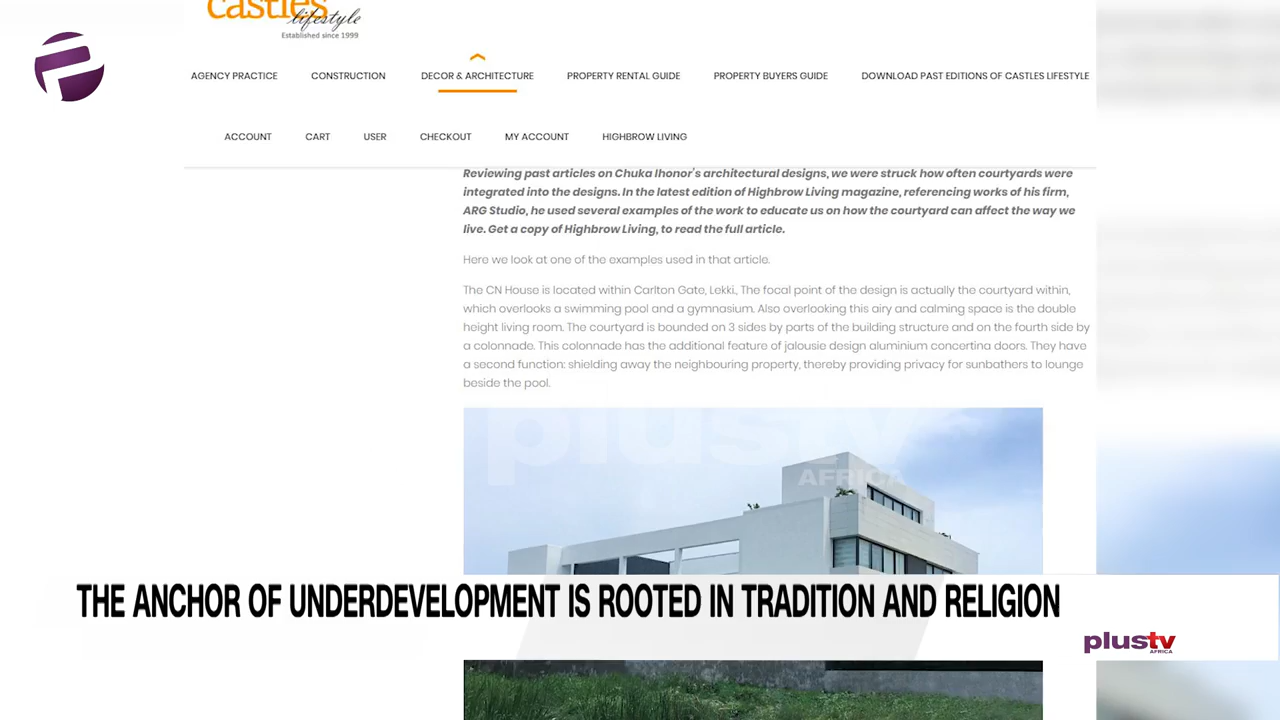 castles
lifestyle
Established since 1999
AGENCY PRACTICE CONSTRUCTION DECOR & ARCHITECTURE PROPERTY RENTAL GUIDE PROPERTY BUYERS GUIDE DOWNLOAD PAST EDITIONS OF CASTLES LIFESTYLE
ACCOUNT CART USER CHECKOUT MY ACCOUNT HIGHBROW LIVING
Reviewing past articles on Chuka Ihonor's architectural designs, we were struck how often courtyards were
integrated into the designs. In the latest edition of Highbrow Living magazine, referencing works of his firm,
ARG Studio, he used several examples of the work to educate us on how the courtyard can affect the way we
live. Get a copy of Highbrow Living, to read the full article.
Here we look at one of the examples used in that article.
The CN House is located within Carlton Gate, Lekki., The focal point of the design is actually the courtyard within,
which overlooks a swimming pool and a gymnasium. Also overlooking this airy and calming space is the double
height living room. The courtyard is bounded on 3 sides by parts of the building structure and on the fourth side by
a colonnade. This colonnade has the additional feature of jalousie design aluminium concertina doors. They have
a second function: shielding away the neighbouring property, thereby providing privacy for sunbathers to lounge
beside the pool.
plustv
AFRICA
THE ANCHOR OF UNDERDEVELOPMENT IS ROOTED IN TRADITION AND RELIGION
plustv
AFRICA